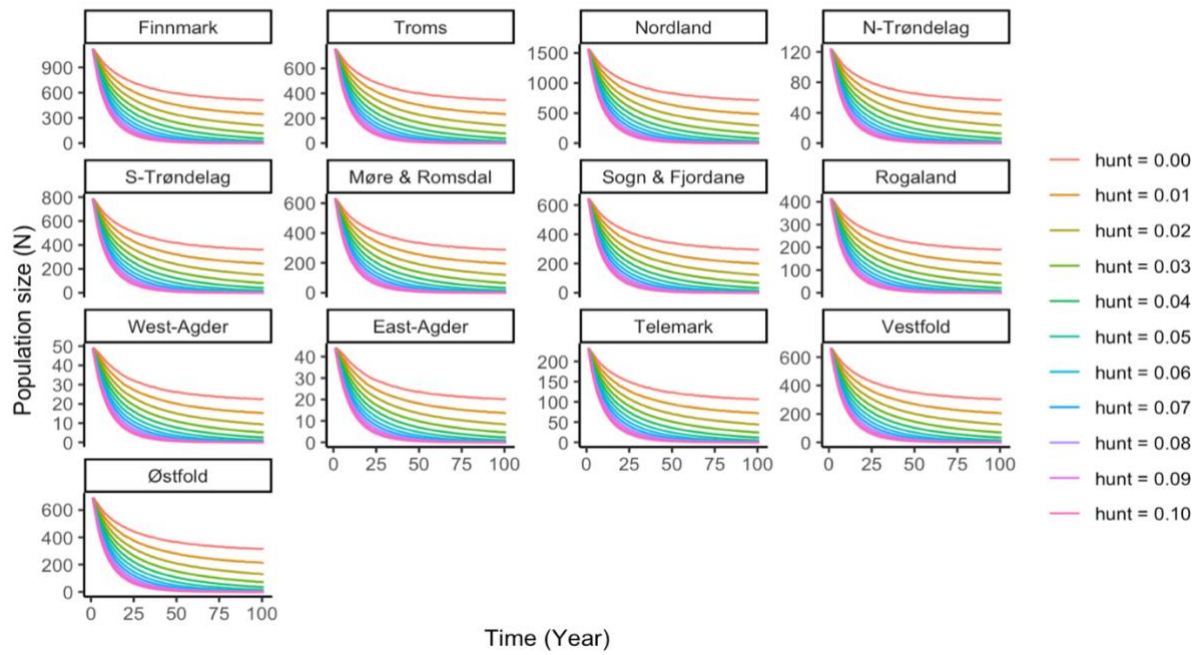 Finnmark
Troms
Nordland
N-Trøndelag
900
600
300
0
600
400
200
0
1500
1000
500
0
120
80
40
0
S-Trøndelag
Møre & Romsdal
Sogn & Fjordane
Rogaland
800
600
400
200
0
600
400
200
0
600
400
200
0
400
300
200
100
0
West-Agder
East-Agder
Telemark
Vestfold
50
40
30
20
10
0
40
30
20
10
0
200
150
100
50
0
600
400
200
0
0 25 50 75 100
0 25 50 75 100
0 25 50 75 100
Østfold
600
400
200
0
0 25 50 75 100
Population size (N)
Time (Year)
hunt = 0.00
hunt = 0.01
hunt = 0.02
hunt = 0.03
hunt = 0.04
hunt = 0.05
hunt = 0.06
hunt = 0.07
hunt = 0.08
hunt = 0.09
hunt = 0.10